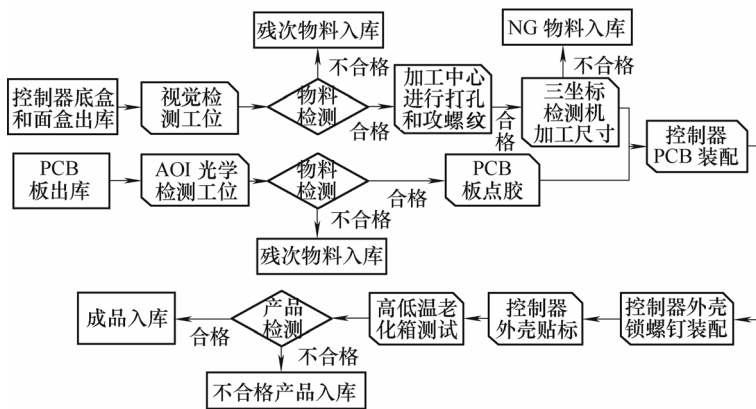 残次物料入库
NG 物料入库
不合格
不合格
控制器底盒
和面盒出库
视觉检
测工位
物料
检测
合格
加工中心
进行打孔
和攻螺纹
合格
三坐标
检测机
加工尺寸
控制器
PCB 装配
PCB
板出库
AOI 光学
检测工位
物料
检测
合格
PCB
板点胶
不合格
残次物料入库
成品入库
合格
产品
检测
高低温老
化箱测试
控制器
外壳贴标
控制器外壳
锁螺钉装配
不合格
不合格产品入库